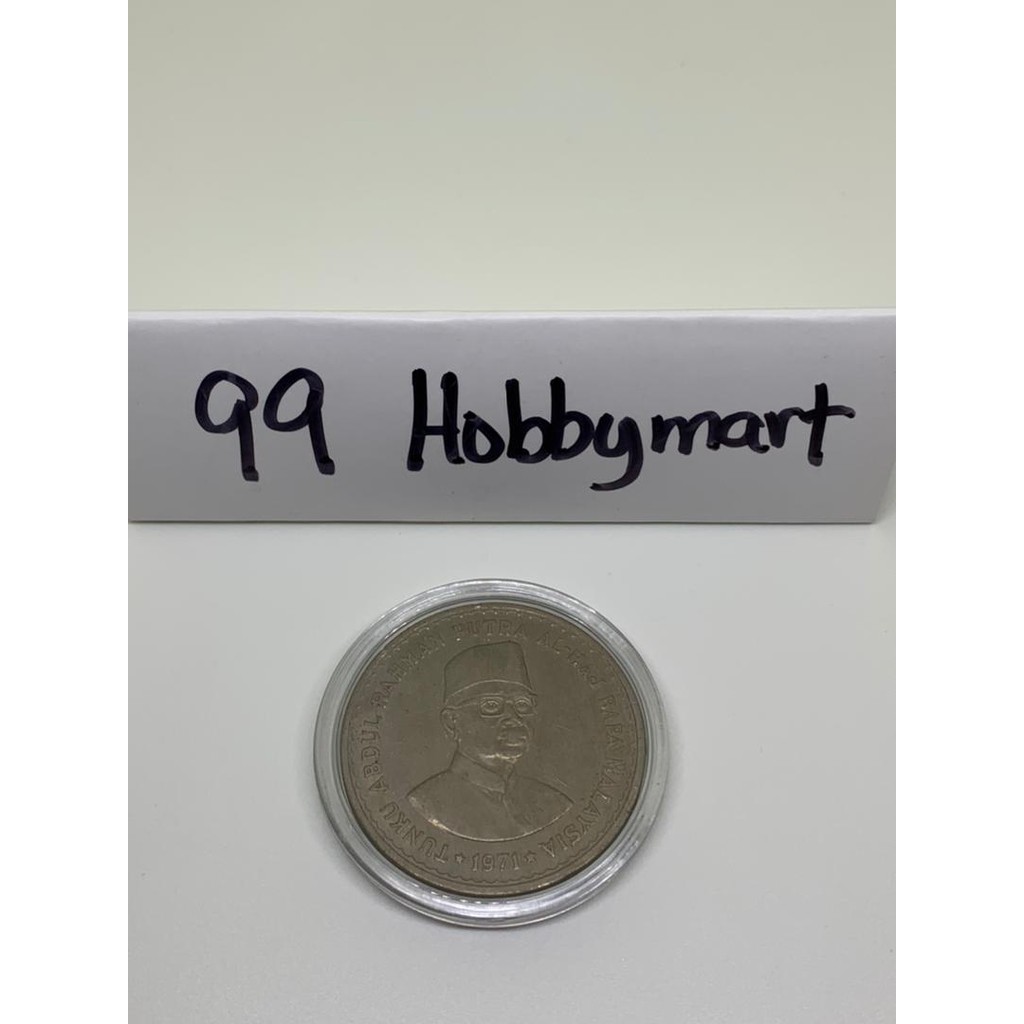 99 Hobbymart
TUNKU ABDUL RAHMAN PUTRA AL-HAJ BAPA MALAYSIA
★ 1971 ★